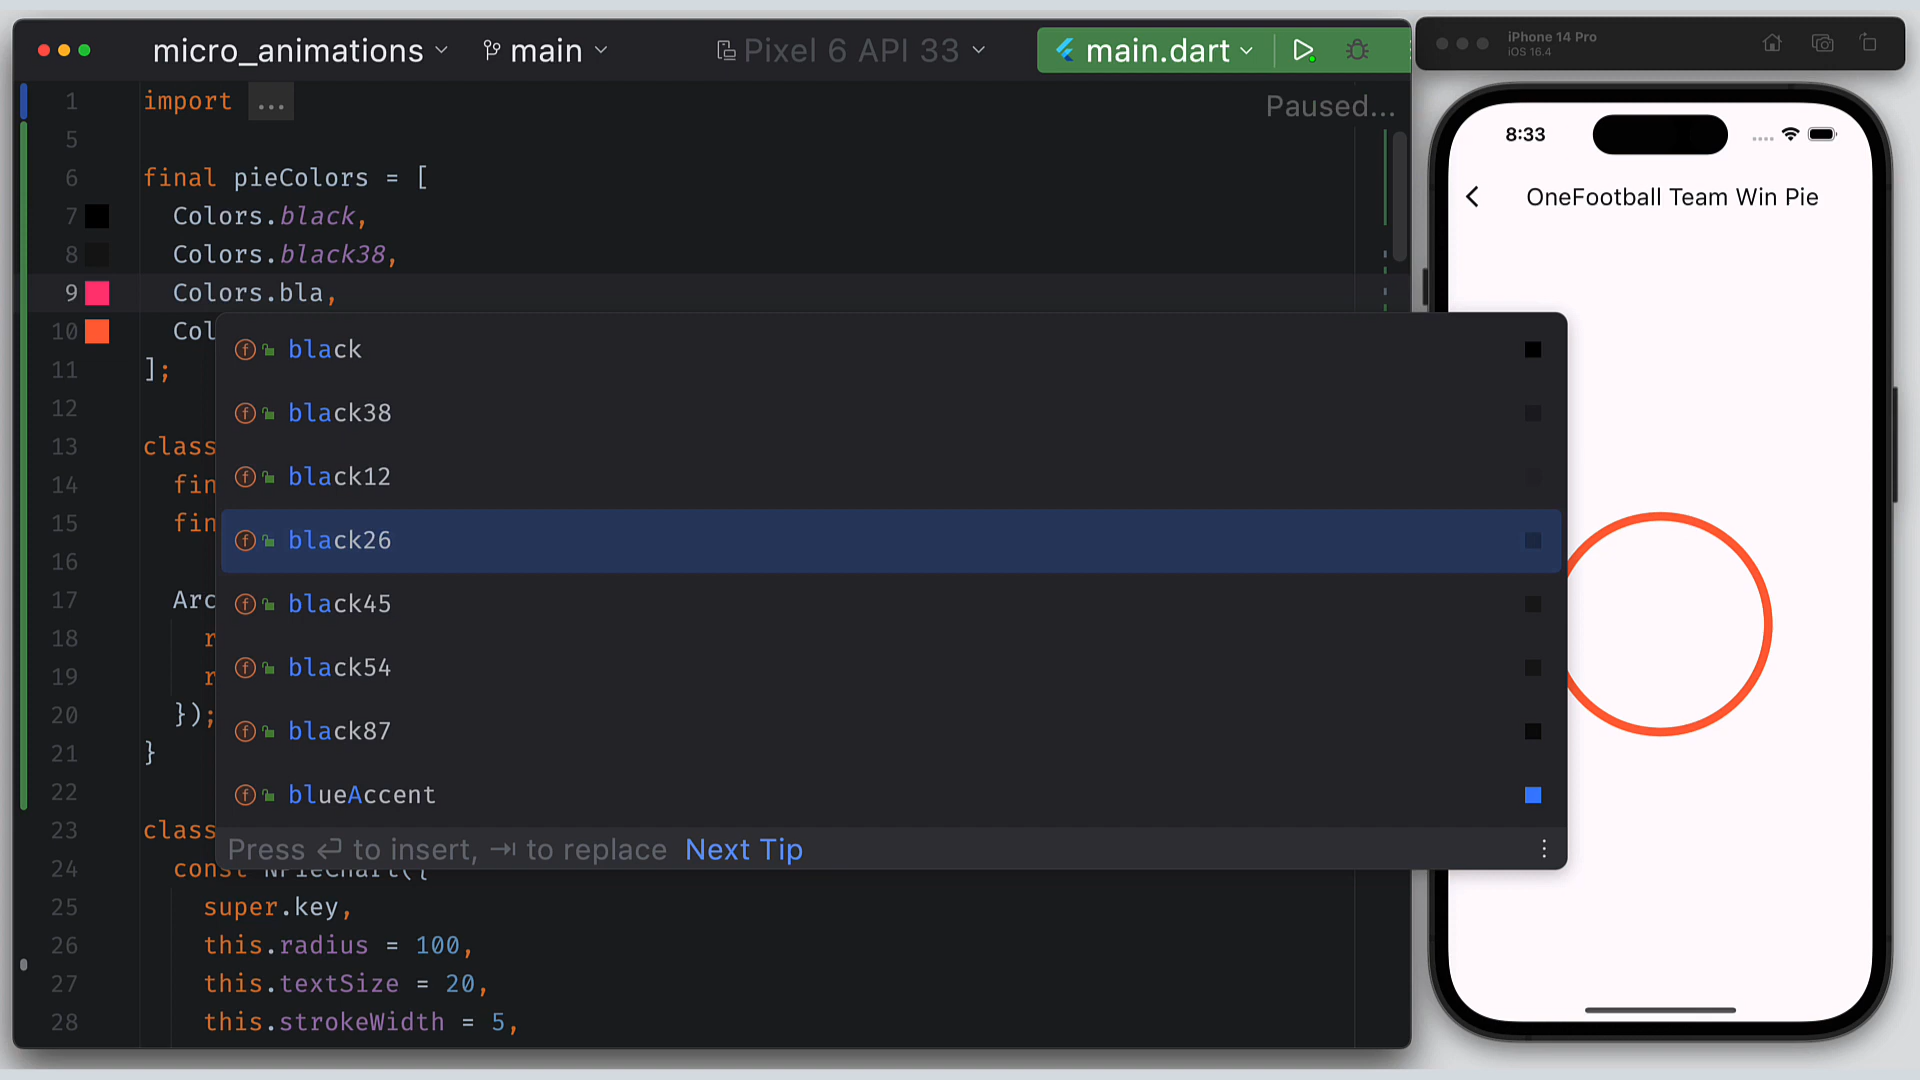 micro_animations main Pixel 6 API 33 main.dart
iPhone 14 Pro
iOS 16.4
Paused...
1 import ...
5
6 final pieColors = [
7 Colors.black,
8 Colors.black38,
9 Colors.bla,
10 Col
11 ];
12
13 class
14 fin
15 fin
16
17 Arc
18 r
19 r
20 });
21 }
22
23 class
24 const NPieChart({
25 super.key,
26 this.radius = 100,
27 this.textSize = 20,
28 this.strokeWidth = 5,
black
black38
black12
black26
black45
black54
black87
blueAccent
Press ⏎ to insert, ⇥ to replace Next Tip
8:33
OneFootball Team Win Pie